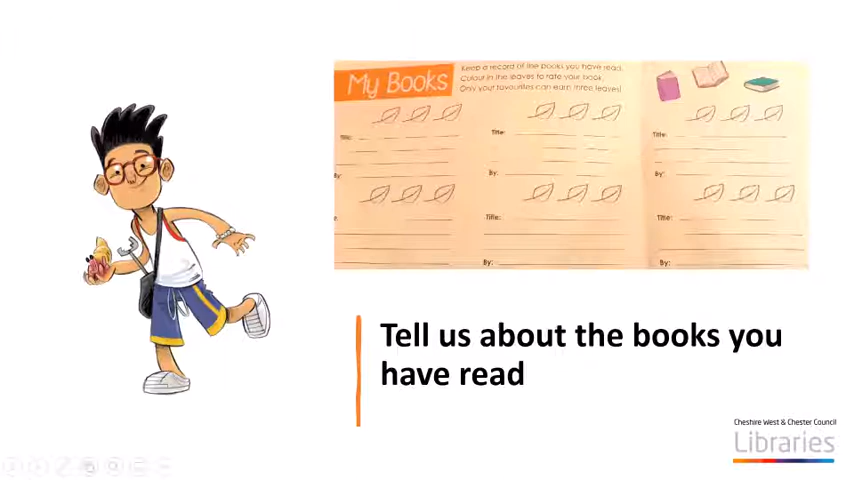 My Books
Keep a record of the books you have read.
Colour in the leaves to rate your book.
Only your favourites can earn three leaves!
Title:
Title:
Title:
By:
By:
By:
Title:
Title:
By:
By:
Tell us about the books you
have read
Cheshire West & Chester Council
Libraries